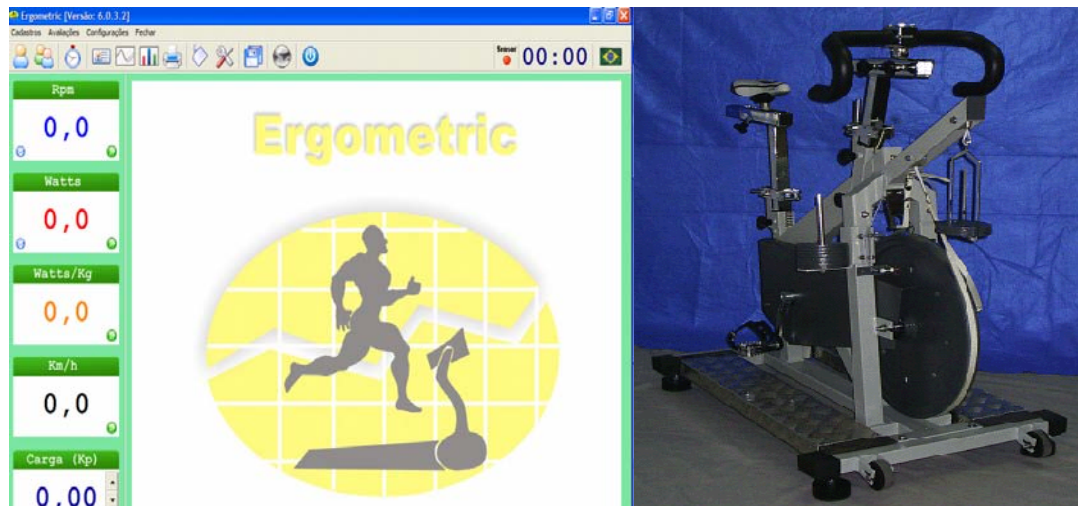 Ergometric [Versão: 6.0.3.2]
Cadastros Avaliações Configurações Fechar
Sensor
00:00
Rpm
0,0
Watts
0,0
Watts/Kg
0,0
Km/h
0,0
Carga (Kp)
0,00
Ergometric